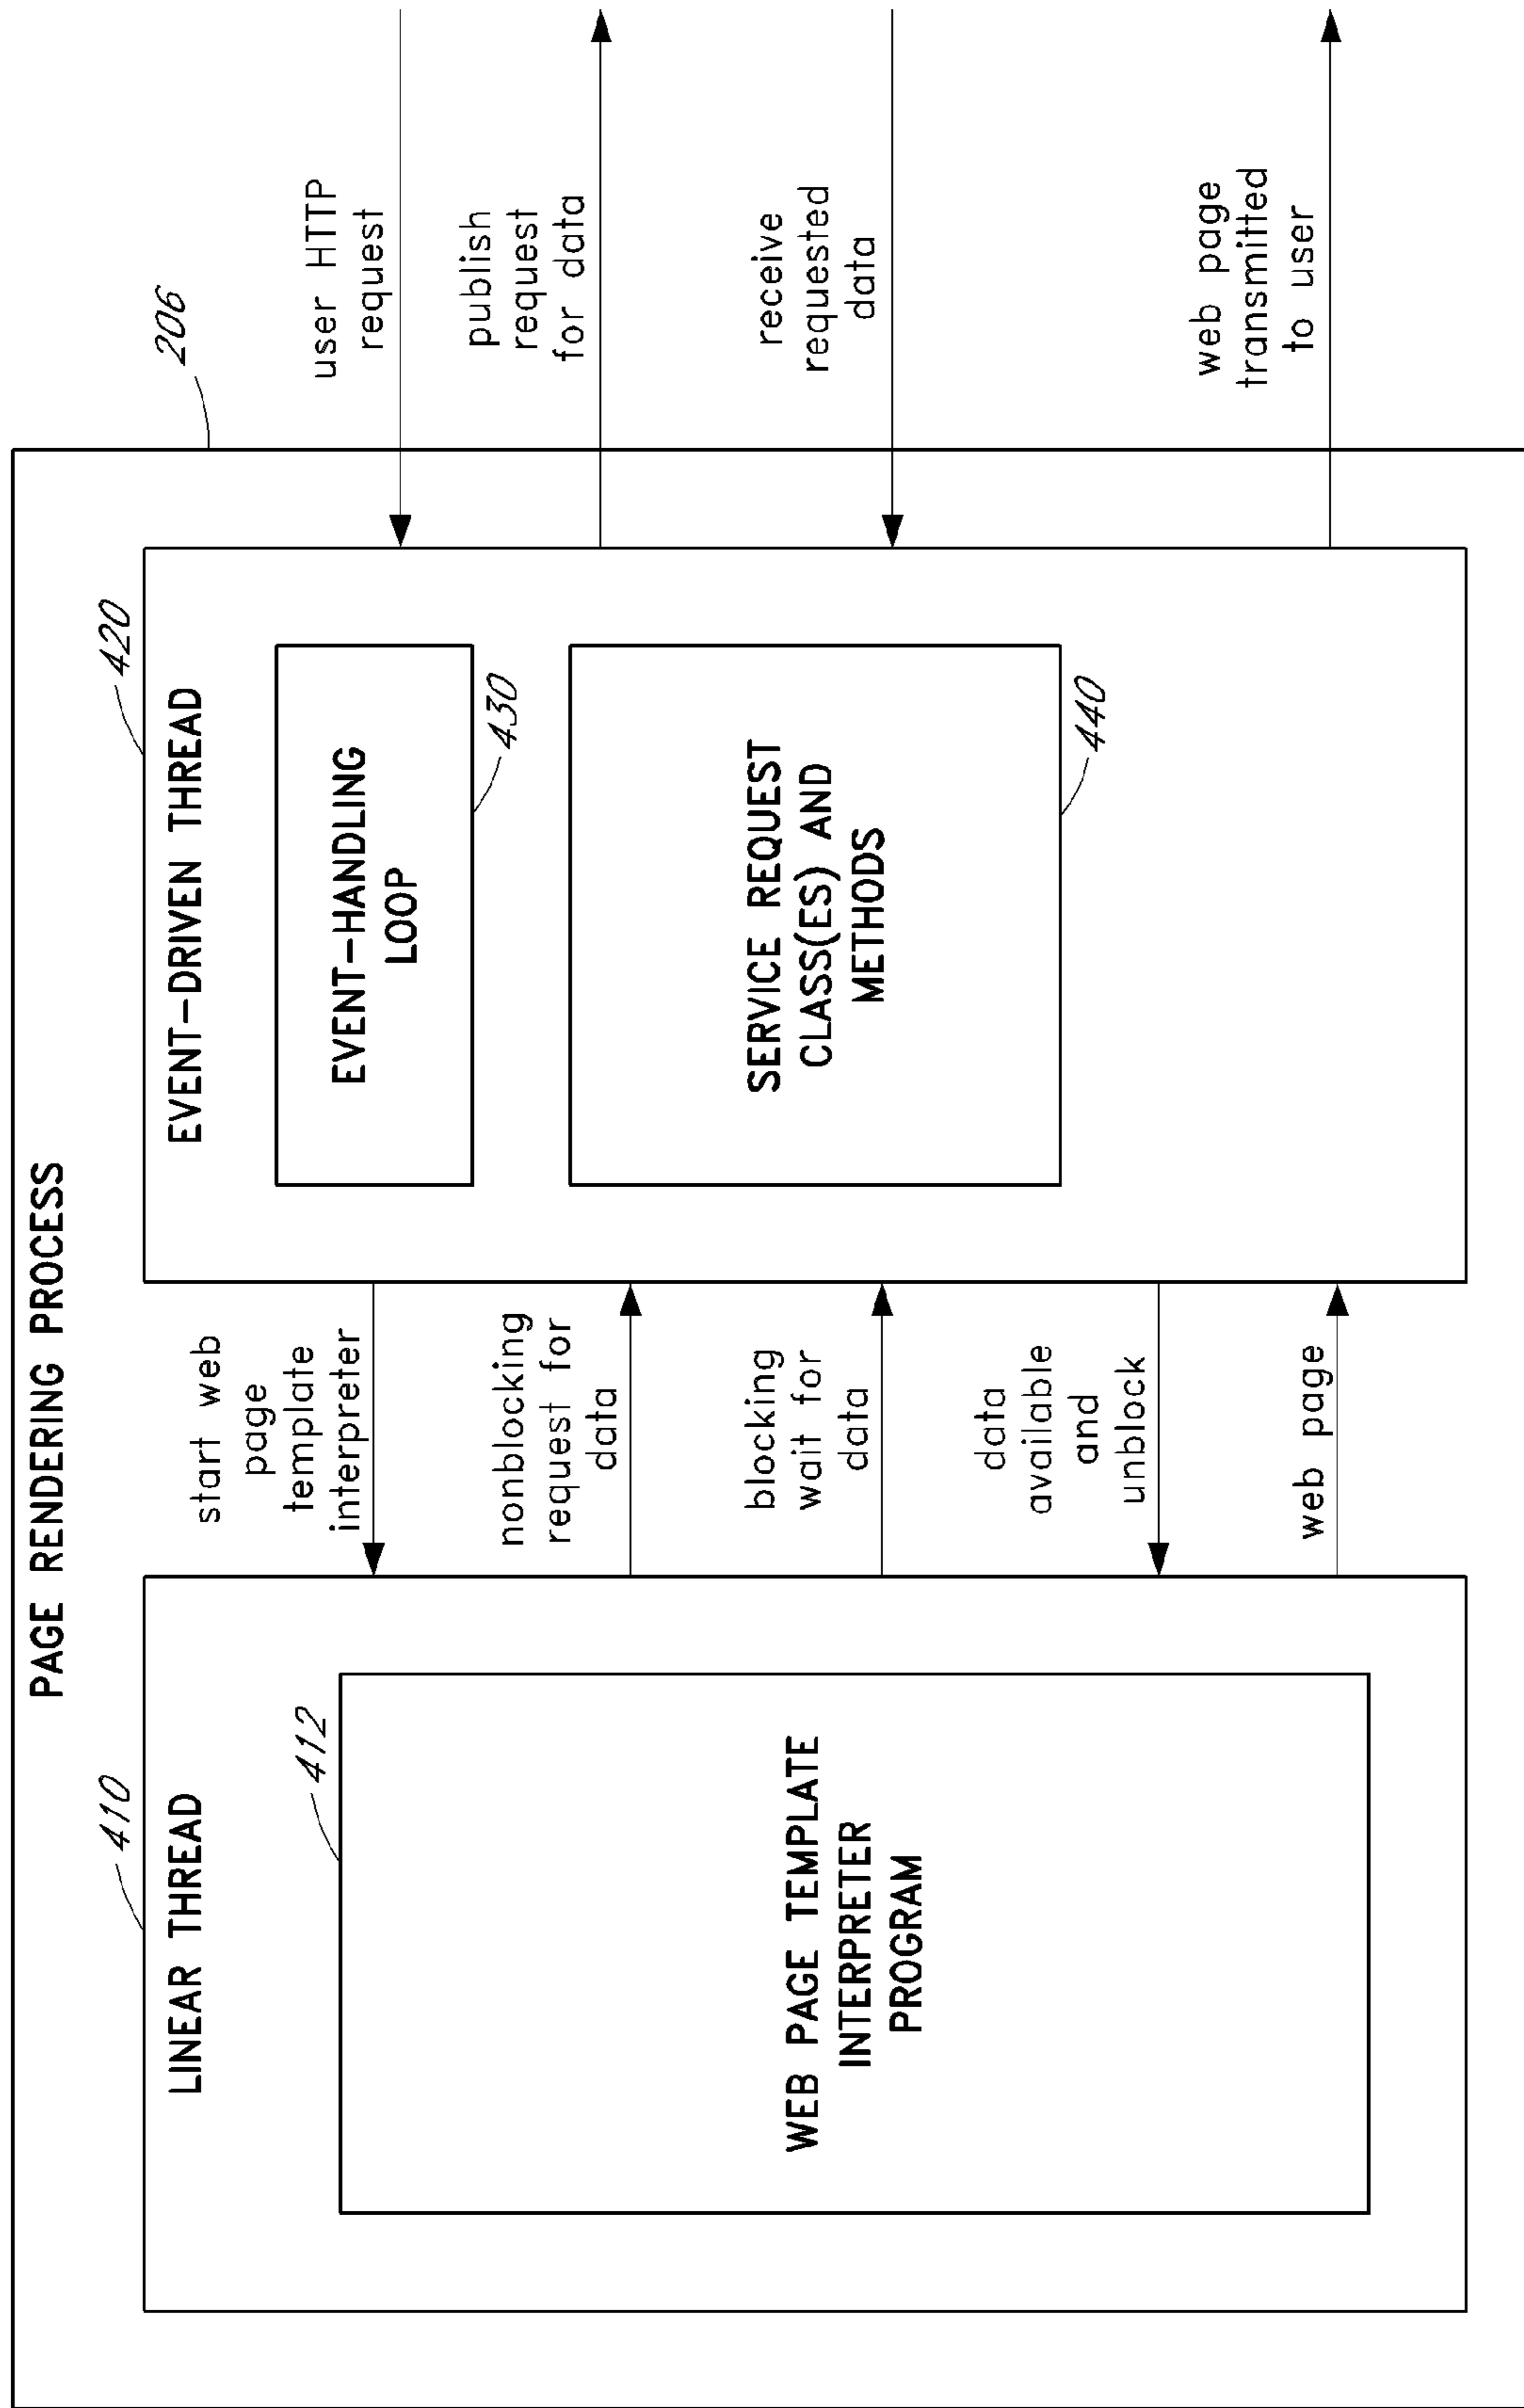 PAGE RENDERING PROCESS
206
410
LINEAR THREAD
412
WEB PAGE TEMPLATE
INTERPRETER
PROGRAM
start web
page
template
interpreter
nonblocking
request for
data
blocking
wait for
data
data
available
and
unblock
web page
420
EVENT-DRIVEN THREAD
EVENT-HANDLING
LOOP
430
SERVICE REQUEST
CLASS(ES) AND
METHODS
440
user HTTP
request
publish
request
for data
receive
requested
data
web page
transmitted
to user